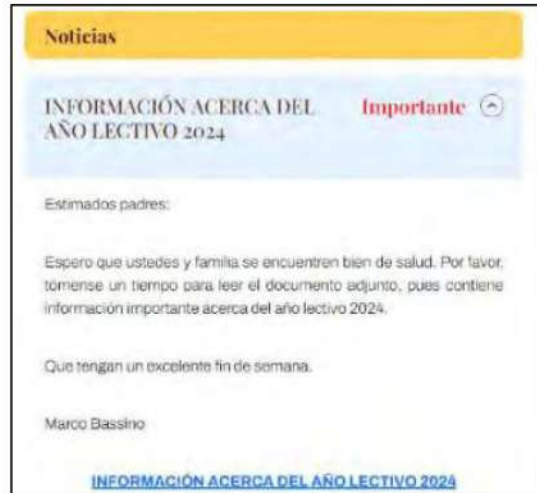 Noticias
INFORMACIÓN ACERCA DEL Importante
AÑO LECTIVO 2024
Estimados padres:
Espero que ustedes y familia se encuentren bien de salud. Por favor,
tómense un tiempo para leer el documento adjunto, pues contiene
información importante acerca del año lectivo 2024.
Que tengan un excelente fin de semana.
Marco Bassino
INFORMACIÓN ACERCA DEL AÑO LECTIVO 2024